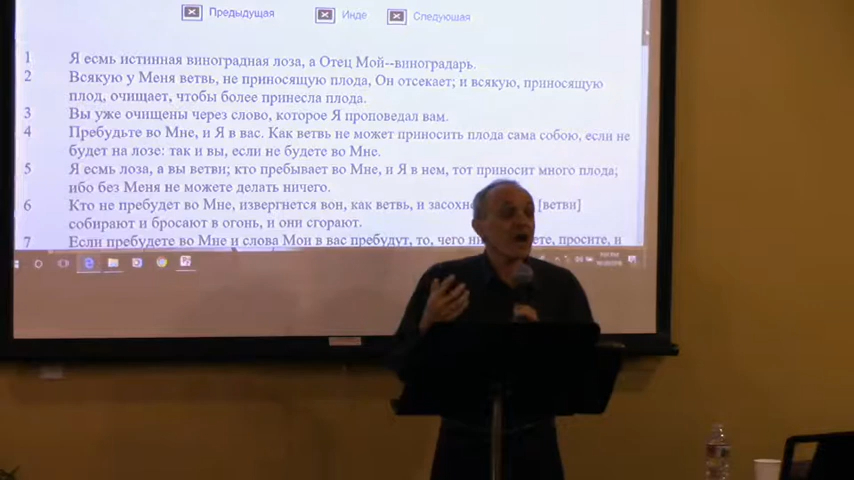 Предыдущая Инде Следующая
1 Я есмь истинная виноградная лоза, а Отец Мой--виноградарь.
2 Всякую у Меня ветвь, не приносящую плода, Он отсекает; и всякую, приносящую
плод, очищает, чтобы более принесла плода.
3 Вы уже очищены через слово, которое Я проповедал вам.
4 Пребудьте во Мне, и Я в вас. Как ветвь не может приносить плода сама собою, если не
будет на лозе: так и вы, если не будете во Мне.
5 Я есмь лоза, а вы ветви; кто пребывает во Мне, и Я в нем, тот приносит много плода;
ибо без Меня не можете делать ничего.
6 Кто не пребудет во Мне, извергнется вон, как ветвь, и засохне [ветви]
собирают и бросают в огонь, и они сгорают.
7 Если пребудете во Мне и слова Мои в вас пребудут, то, чего ни ете, просите, и